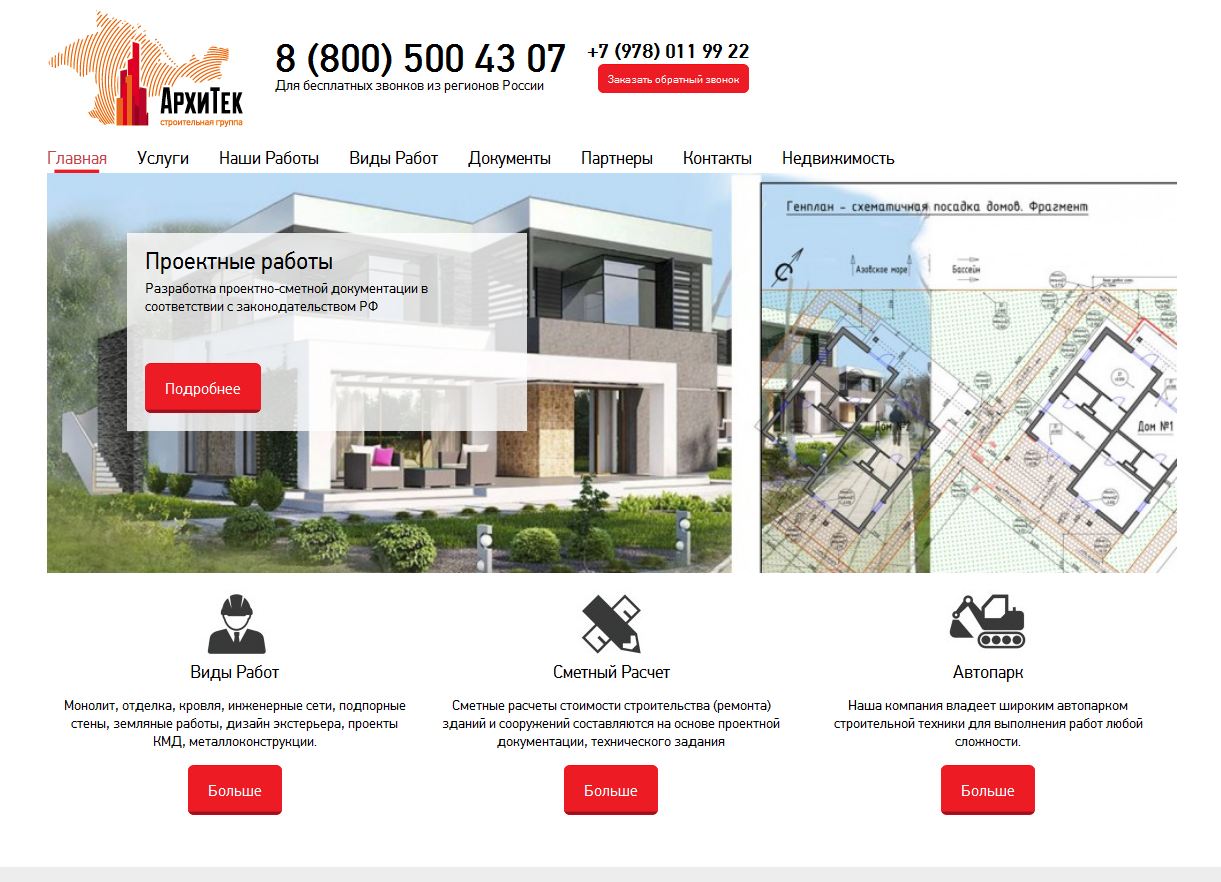 АрхиТек
строительная группа
8 (800) 500 43 07
Для бесплатных звонков из регионов России
+7 (978) 011 99 22
Заказать обратный звонок
Главная Услуги Наши Работы Виды Работ Документы Партнеры Контакты Недвижимость
Проектные работы
Разработка проектно-сметной документации в
соответствии с законодательством РФ
Подробнее
Генплан - схематичная посадка домов. Фрагмент
Азовское море
Бассейн
Дом №2
Дом №1
Виды Работ
Монолит, отделка, кровля, инженерные сети, подпорные
стены, земляные работы, дизайн экстерьера, проекты
КМД, металлоконструкции.
Больше
Сметный Расчет
Сметные расчеты стоимости строительства (ремонта)
зданий и сооружений составляются на основе проектной
документации, технического задания
Больше
Автопарк
Наша компания владеет широким автопарком
строительной техники для выполнения работ любой
сложности.
Больше